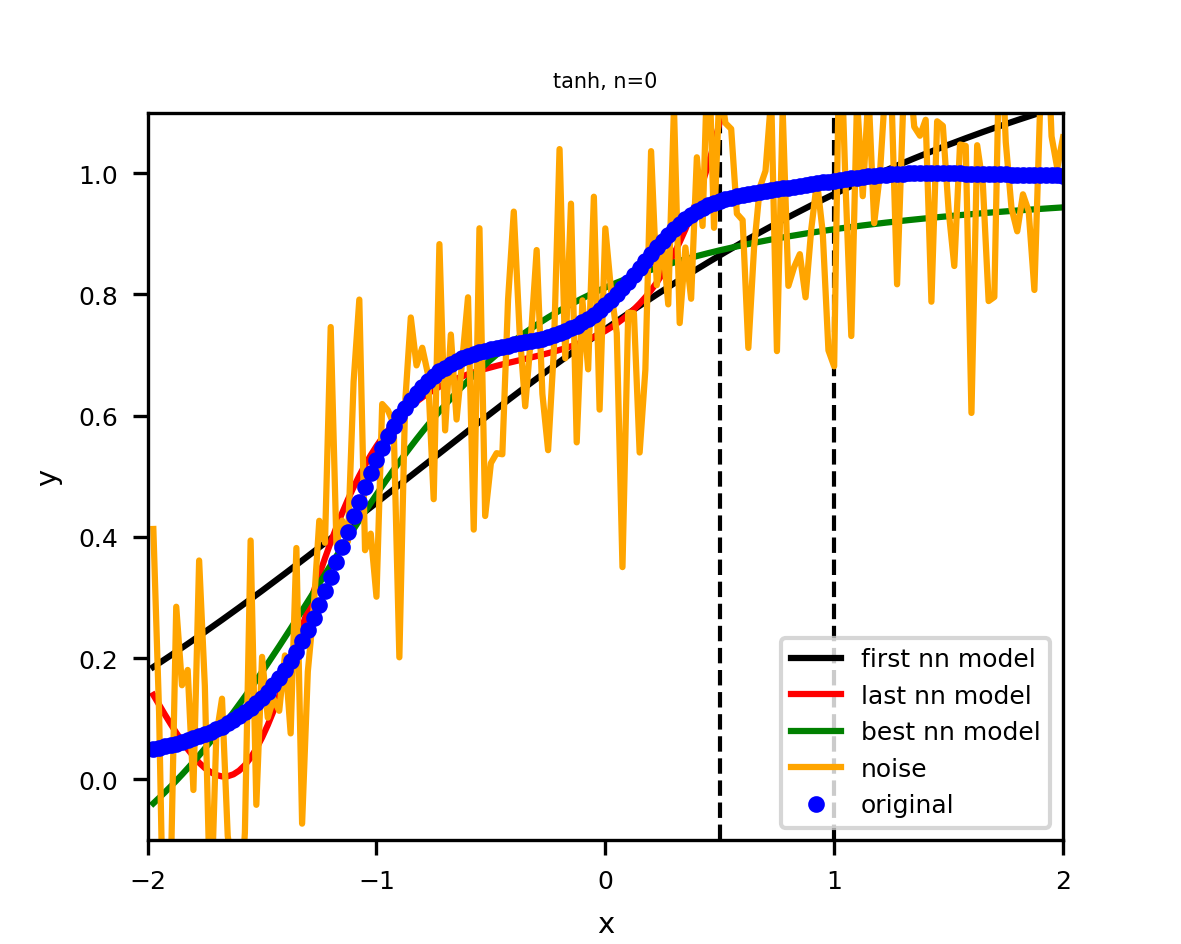 tanh, n=0
1.0
0.8
0.6
0.4
0.2
0.0
y
first nn model
last nn model
best nn model
noise
original
−2
−1
0
1
2
x